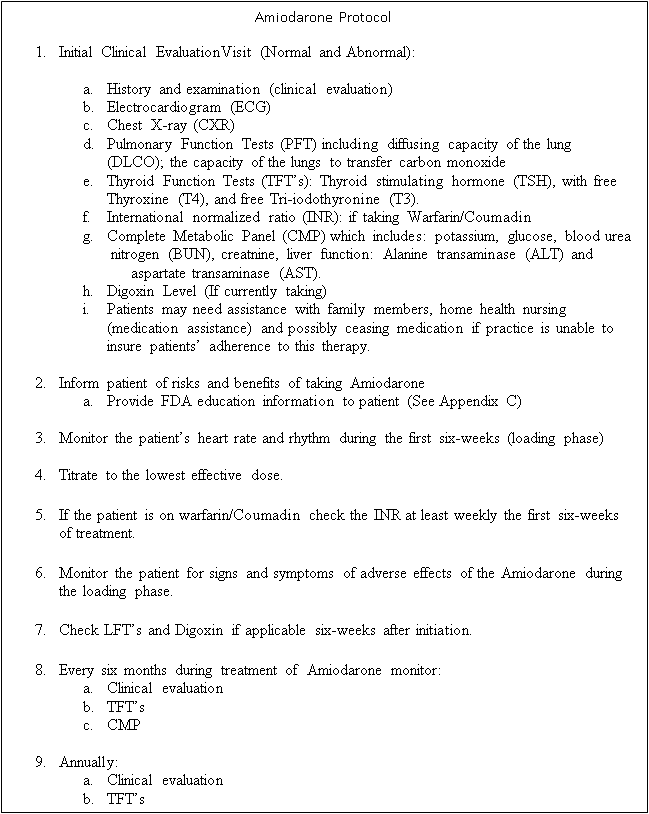 Amiodarone Protocol
1. Initial Clinical Evaluation Visit (Normal and Abnormal):
a. History and examination (clinical evaluation)
b. Electrocardiogram (ECG)
c. Chest X-ray (CXR)
d. Pulmonary Function Tests (PFT) including diffusing capacity of the lung
(DLCO); the capacity of the lungs to transfer carbon monoxide
e. Thyroid Function Tests (TFT's): Thyroid stimulating hormone (TSH), with free
Thyroxine (T4), and free Tri-iodothyronine (T3).
f. International normalized ratio (INR): if taking Warfarin/Coumadin
g. Complete Metabolic Panel (CMP) which includes: potassium, glucose, blood urea
nitrogen (BUN), creatnine, liver function: Alanine transaminase (ALT) and
aspartate transaminase (AST).
h. Digoxin Level (If currently taking)
i. Patients may need assistance with family members, home health nursing
(medication assistance) and possibly ceasing medication if practice is unable to
insure patients' adherence to this therapy.
2. Inform patient of risks and benefits of taking Amiodarone
a. Provide FDA education information to patient (See Appendix C)
3. Monitor the patient's heart rate and rhythm during the first six-weeks (loading phase)
4. Titrate to the lowest effective dose.
5. If the patient is on warfarin/Coumadin check the INR at least weekly the first six-weeks
of treatment.
6. Monitor the patient for signs and symptoms of adverse effects of the Amiodarone during
the loading phase.
7. Check LFT's and Digoxin if applicable six-weeks after initiation.
8. Every six months during treatment of Amiodarone monitor:
a. Clinical evaluation
b. TFT's
c. CMP
9. Annually:
a. Clinical evaluation
b. TFT's